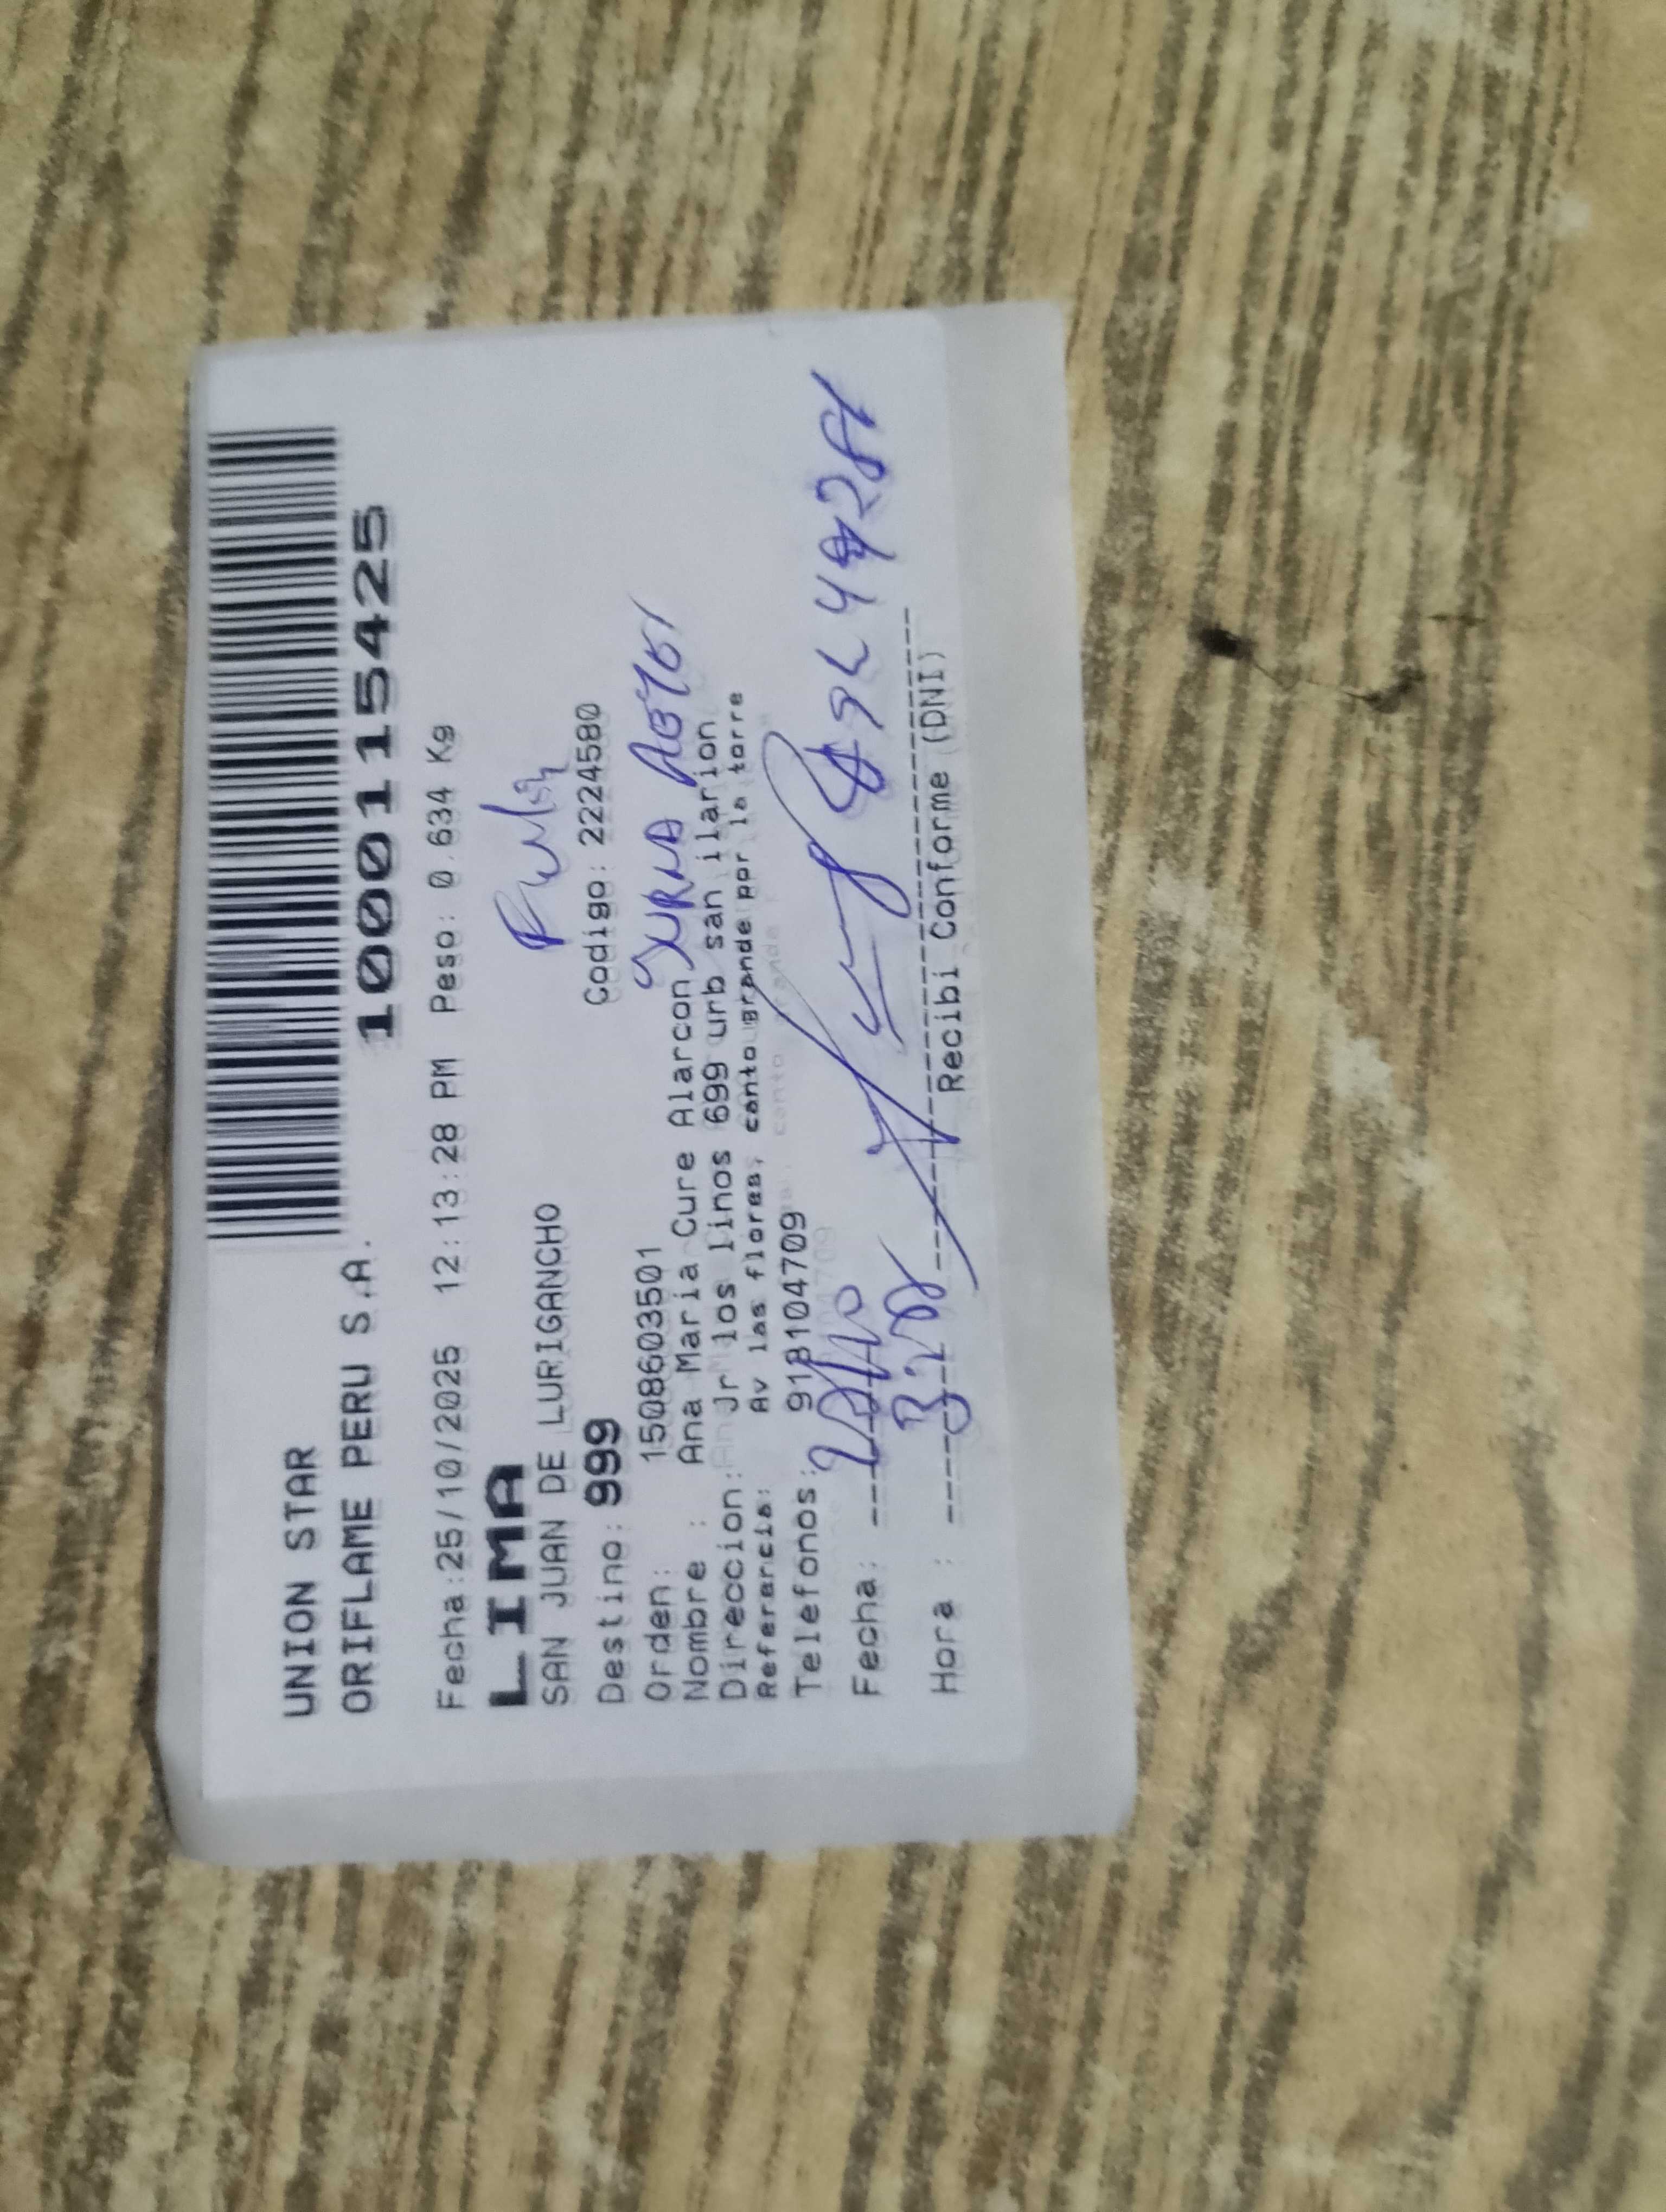 UNION STAR
ORIFLAME PERU S.A.
1000115425
Fecha:25/10/2025 12:13:28 PM Peso: 0.634 Kg
LIMA
SAN JUAN DE LURIGANCHO
Destino: 999 Codigo: 22224580
Orden: 1508603501
Nombre : Ana Maria Cure Alarcon
Direccion: Jr los linos 699 urb san ilarion
Referencia: Av las flores, canto grande por la torre
Telefonos: 918104709
Fecha:
Hora :
Recibi Conforme (DNI)